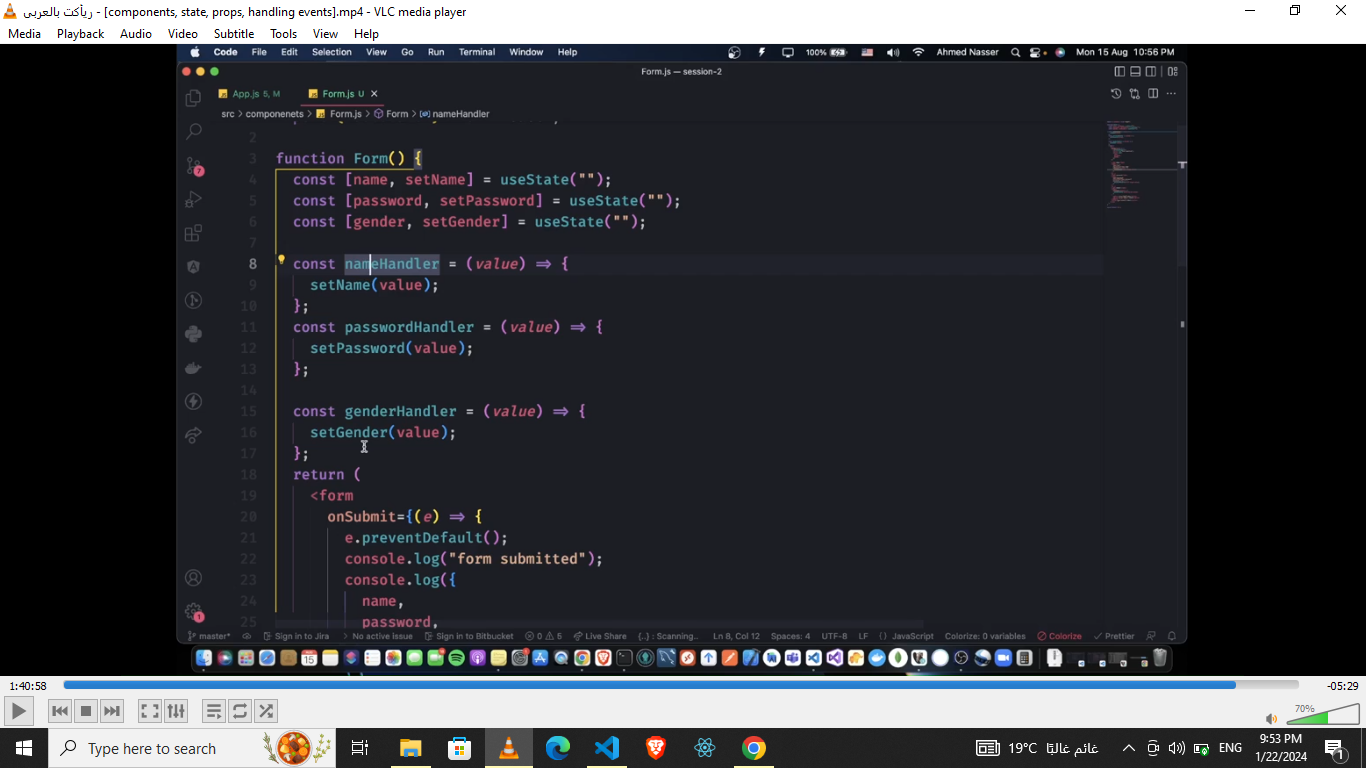 [components, state, props, handling events].mp4 - ريأكت بالعربى - VLC media player
Media Playback Audio Video Subtitle Tools View Help
Code File Edit Selection View Go Run Terminal Window Help 100% Ahmed Nasser Mon 15 Aug 10:56 PM
Form.js — session-2
App.js 5, M Form.js U
src > componenets > Form.js > Form > nameHandler
2
3 function Form() {
4 const [name, setName] = useState("");
5 const [password, setPassword] = useState("");
6 const [gender, setGender] = useState("");
7
8 const nameHandler = (value) => {
9 setName(value);
10 };
11 const passwordHandler = (value) => {
12 setPassword(value);
13 };
14
15 const genderHandler = (value) => {
16 setGender(value);
17 };
18 return (
19 <form
20 onSubmit={(e) => {
21 e.preventDefault();
22 console.log("form submitted");
23 console.log({
24 name,
25 password,
master* Sign in to Jira No active issue Sign in to Bitbucket 0 5 Live Share {..} : Scanning... Ln 8, Col 12 Spaces: 4 UTF-8 LF {} JavaScript Colorize: 0 variables Colorize Prettier
1:40:58 -05:29
70%
Type here to search 19°C غائم غالبًا ENG 9:53 PM
1/22/2024